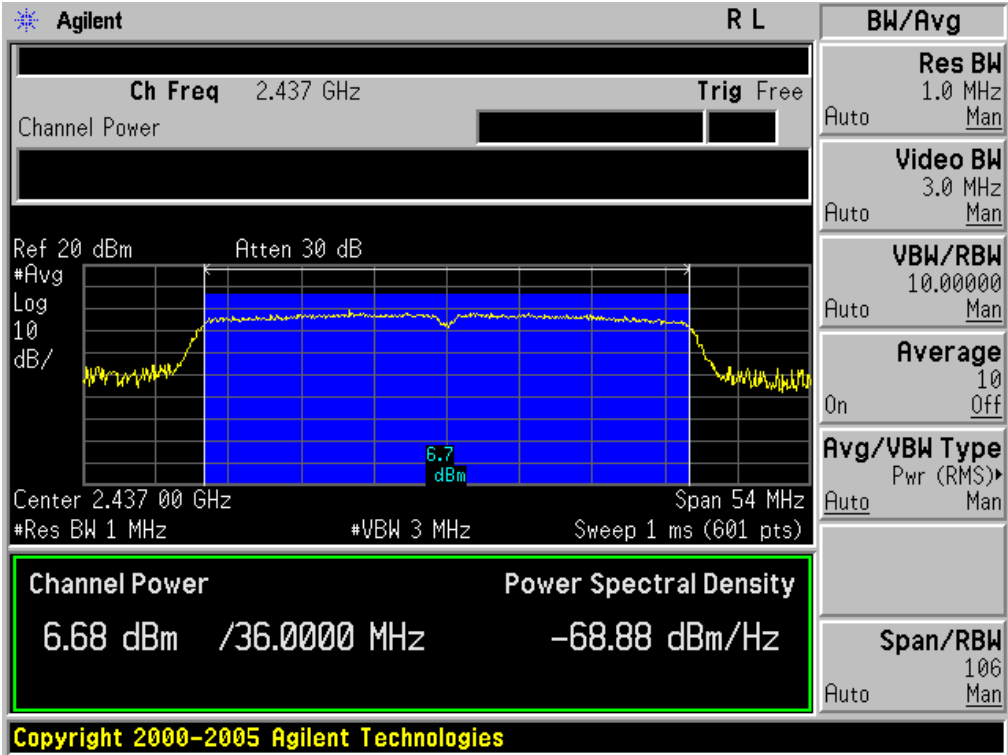 Agilent
R L
BW/Avg
Ch Freq 2.437 GHz
Trig Free
Channel Power
Ref 20 dBm
Atten 30 dB
#Avg
Log
10
dB/
6.7
dBm
Center 2.437 00 GHz
Span 54 MHz
#Res BW 1 MHz
#VBW 3 MHz
Sweep 1 ms (601 pts)
Channel Power
Power Spectral Density
6.68 dBm /36.0000 MHz
-68.88 dBm/Hz
Res BW
1.0 MHz
Auto Man
Video BW
3.0 MHz
Auto Man
VBW/RBW
10.00000
Auto Man
Average
10
On Off
Avg/VBW Type
Pwr (RMS)▸
Auto Man
Span/RBW
106
Auto Man
Copyright 2000-2005 Agilent Technologies